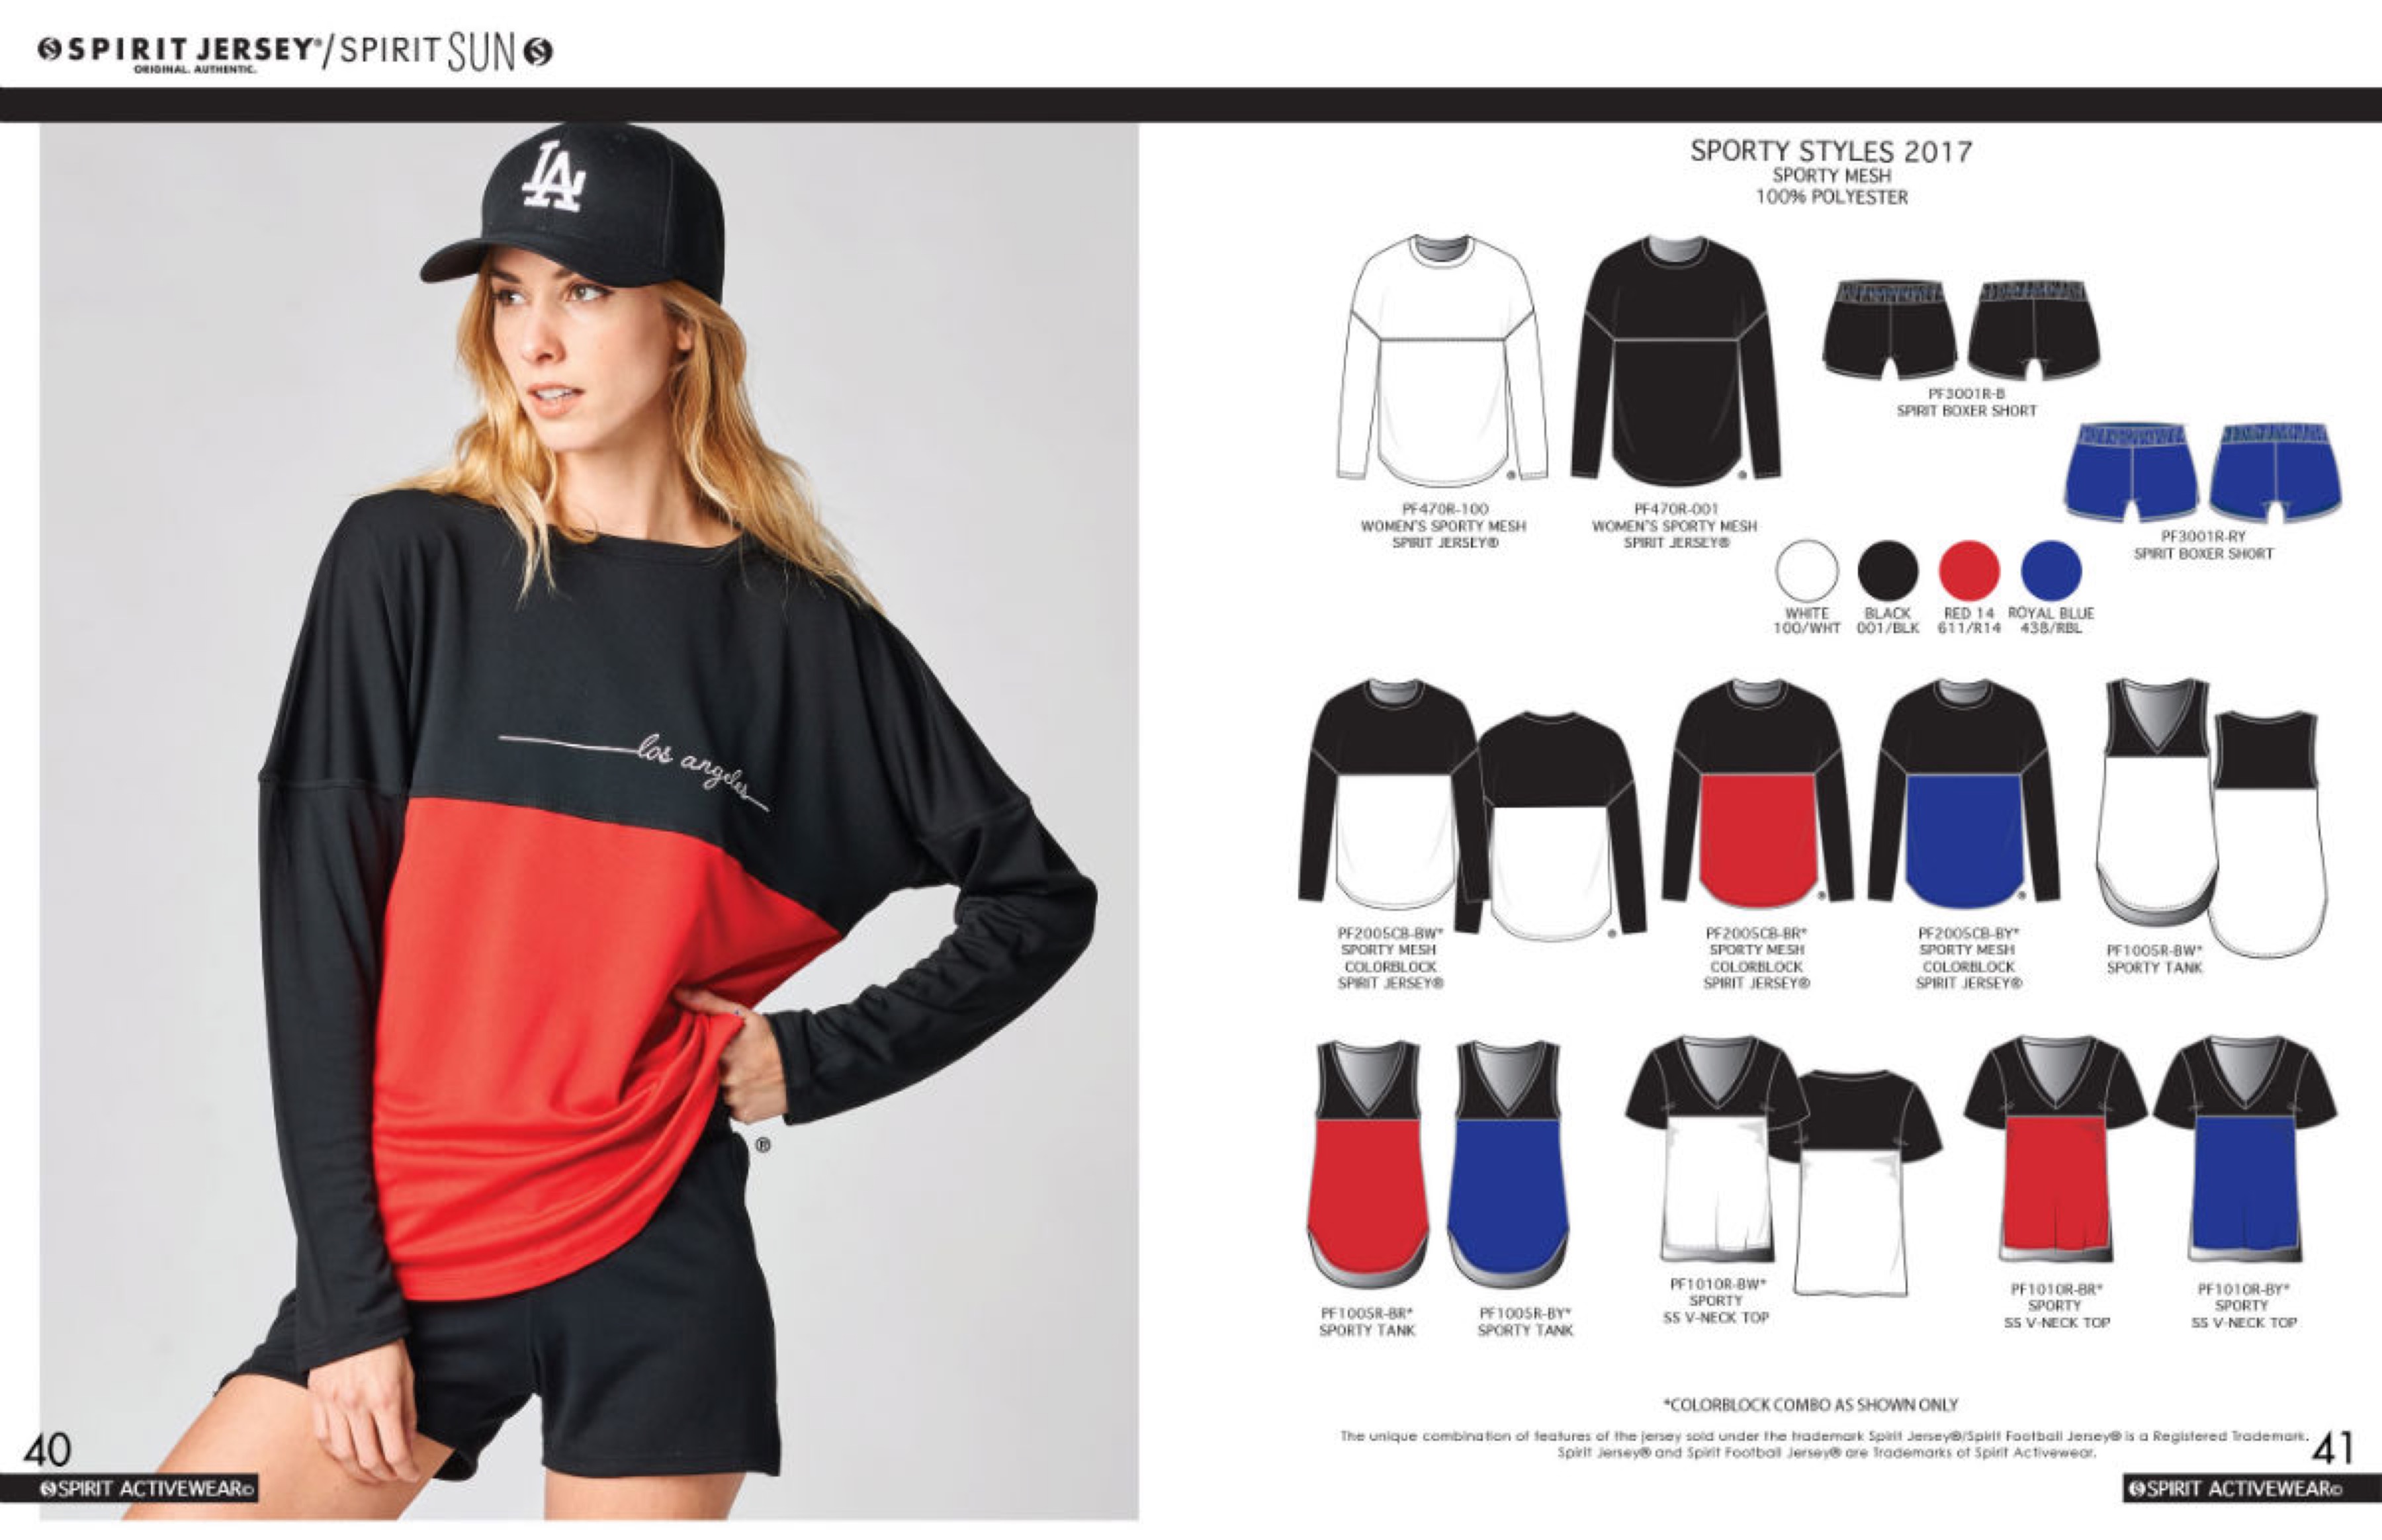 SPIRIT JERSEY®/SPIRIT SUN
ORIGINAL. AUTHENTIC.
LA
los angeles
®
40
SPIRIT ACTIVEWEAR©
SPORTY STYLES 2017
SPORTY MESH
100% POLYESTER
PF470R-100
WOMEN'S SPORTY MESH
SPIRIT JERSEY®
PF470R-001
WOMEN'S SPORTY MESH
SPIRIT JERSEY®
PF3001R-B
SPIRIT BOXER SHORT
PF3001R-RY
SPIRIT BOXER SHORT
WHITE
100/WHT
BLACK
001/BLK
RED 14
611/R14
ROYAL BLUE
438/RBL
PF2005CB-BW*
SPORTY MESH
COLORBLOCK
SPIRIT JERSEY®
PF2005CB-BR*
SPORTY MESH
COLORBLOCK
SPIRIT JERSEY®
PF2005CB-BY*
SPORTY MESH
COLORBLOCK
SPIRIT JERSEY®
PF1005R-BW*
SPORTY TANK
PF1005R-BR*
SPORTY TANK
PF1005R-BY*
SPORTY TANK
PF1010R-BW*
SPORTY
SS V-NECK TOP
PF1010R-BR*
SPORTY
SS V-NECK TOP
PF1010R-BY*
SPORTY
SS V-NECK TOP
*COLORBLOCK COMBO AS SHOWN ONLY
The unique combination of features of the jersey sold under the trademark Spirit Jersey®/Spirit Football Jersey® is a Registered Trademark.
Spirit Jersey® and Spirit Football Jersey® are Trademarks of Spirit Activewear.
41
SPIRIT ACTIVEWEAR©